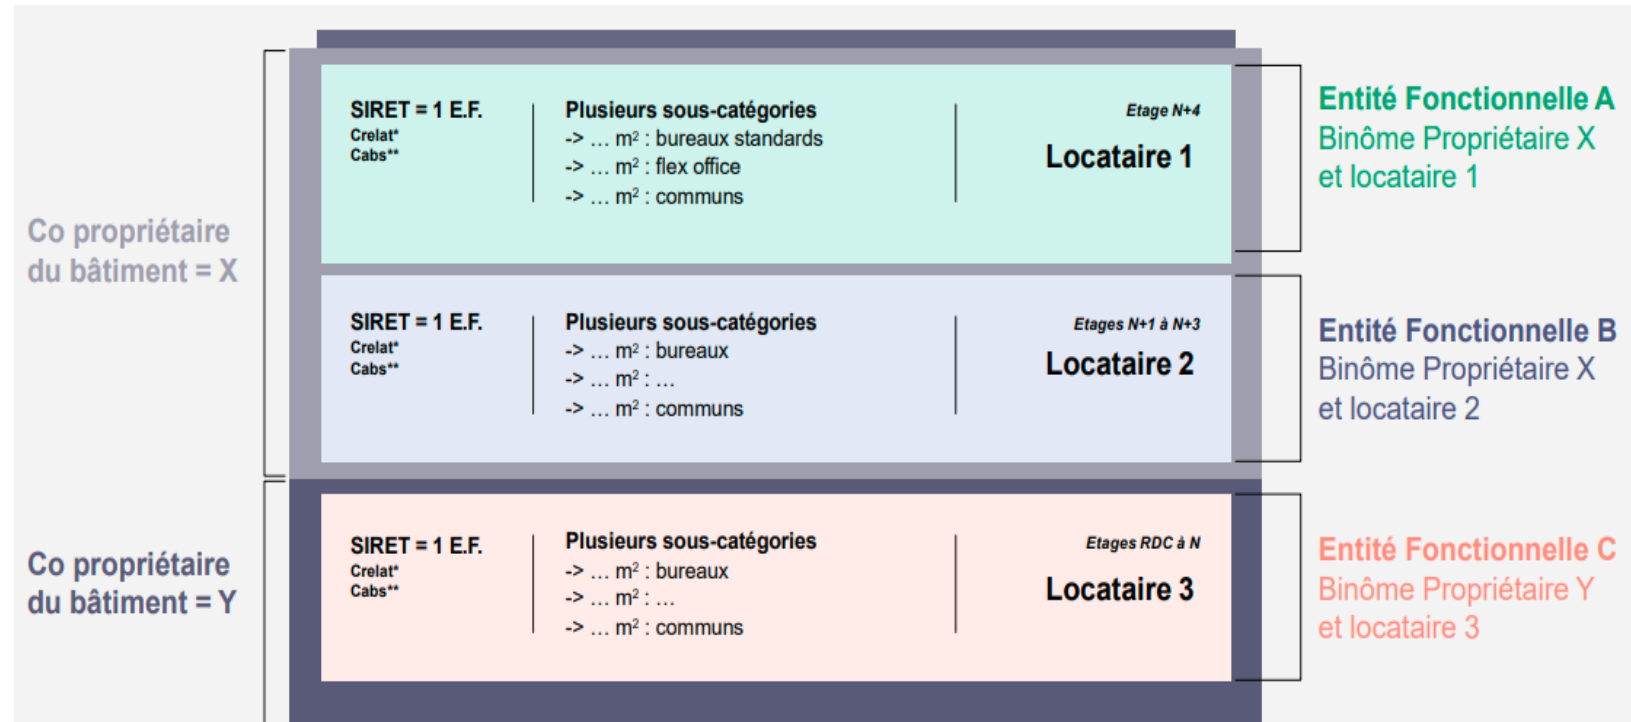 Co propriétaire
du bâtiment = X
SIRET = 1 E.F.
Crelat*
Cabs**
Plusieurs sous-catégories
-> … m² : bureaux standards
-> … m² : flex office
-> … m² : communs
Etage N+4
Locataire 1
Entité Fonctionnelle A
Binôme Propriétaire X
et locataire 1
SIRET = 1 E.F.
Crelat*
Cabs**
Plusieurs sous-catégories
-> … m² : bureaux
-> … m² : …
-> … m² : communs
Etages N+1 à N+3
Locataire 2
Entité Fonctionnelle B
Binôme Propriétaire X
et locataire 2
Co propriétaire
du bâtiment = Y
SIRET = 1 E.F.
Crelat*
Cabs**
Plusieurs sous-catégories
-> … m² : bureaux
-> … m² : …
-> … m² : communs
Etages RDC à N
Locataire 3
Entité Fonctionnelle C
Binôme Propriétaire Y
et locataire 3